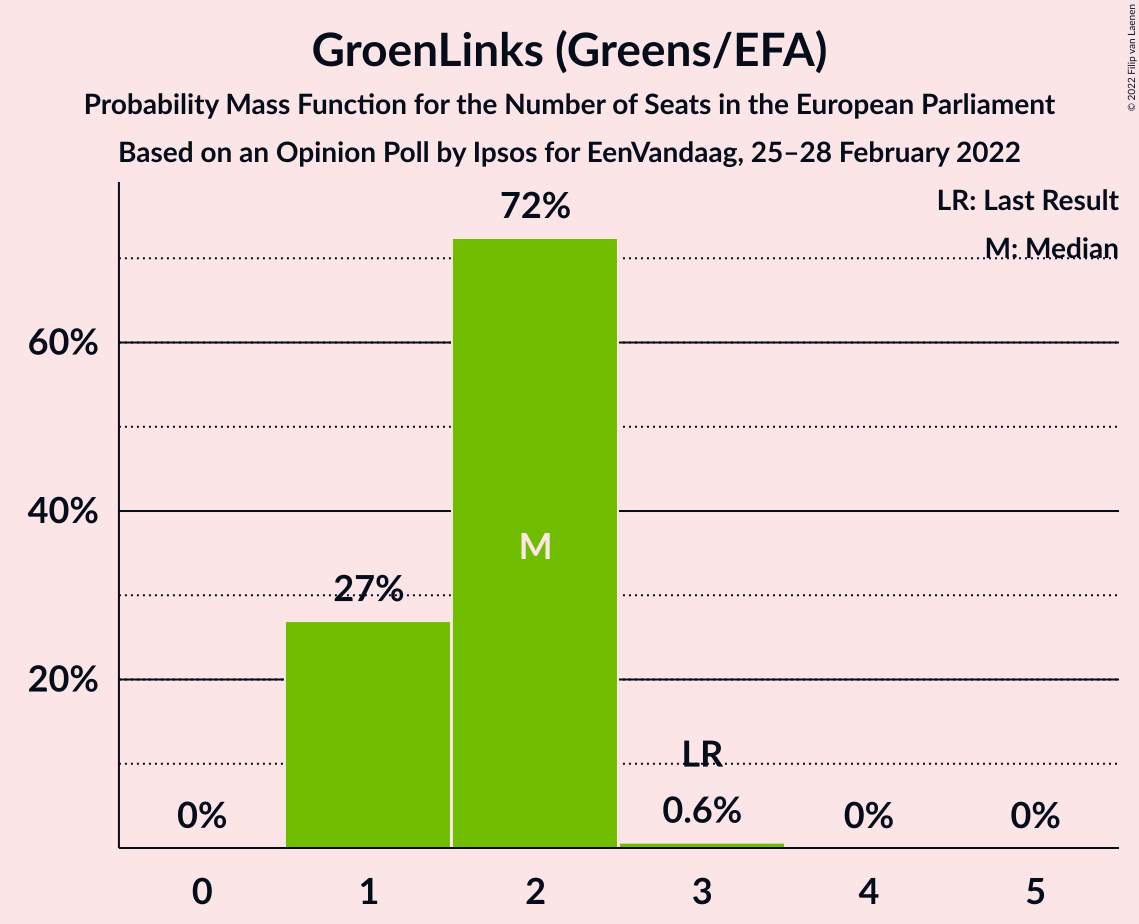 GroenLinks (Greens/EFA)
Probability Mass Function for the Number of Seats in the European Parliament
Based on an Opinion Poll by Ipsos for EenVandaag, 25–28 February 2022
© 2022 Filip van Laenen
LR: Last Result
M: Median
72%
60%
40%
M
27%
20%
LR
0%
0.6%
0%
0%
0 1 2 3 4 5